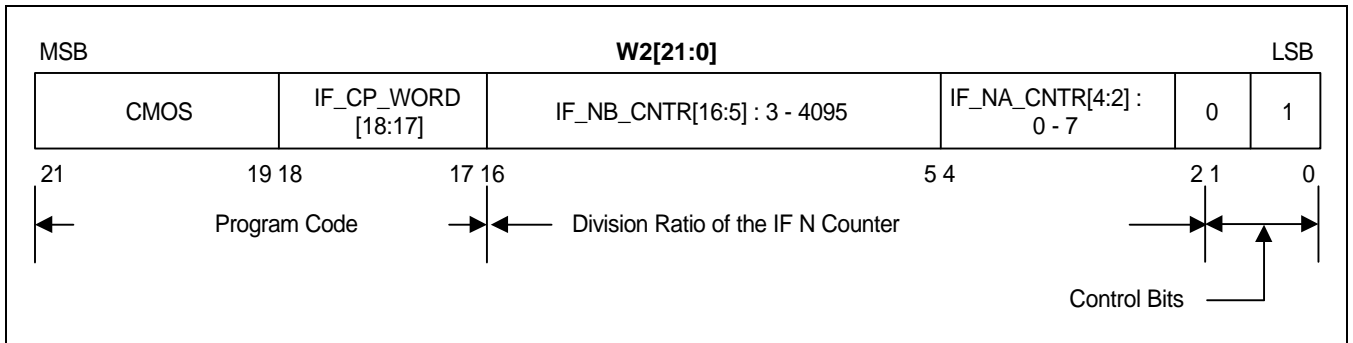 MSB W2[21:0] LSB
CMOS IF_CP_WORD [18:17] IF_NB_CNTR[16:5] : 3 - 4095 IF_NA_CNTR[4:2] : 0 - 7 0 1
21 19 18 17 16 5 4 2 1 0
Program Code Division Ratio of the IF N Counter
Control Bits